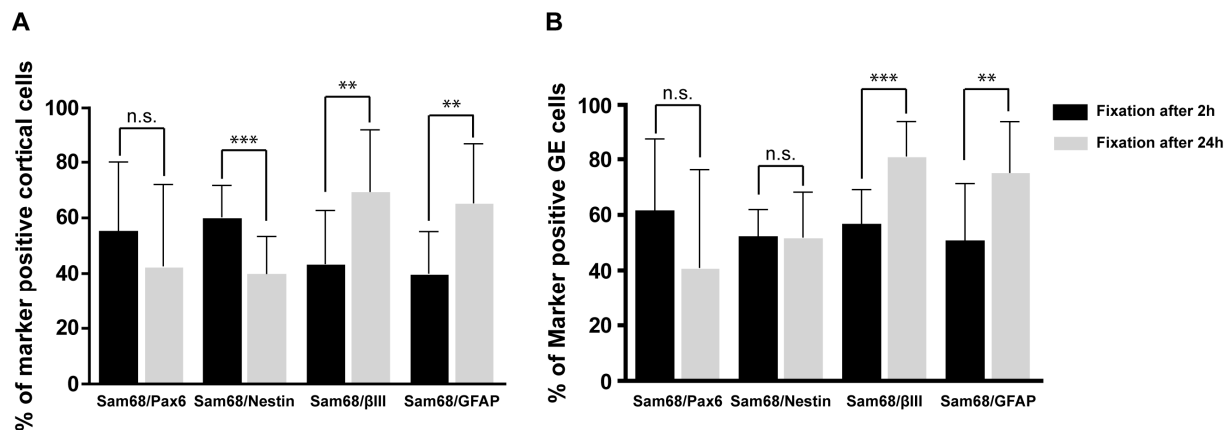 A
% of marker positive cortical cells
100
80
60
40
20
0
n.s.
***
**
**
Sam68/Pax6 Sam68/Nestin Sam68/βIII Sam68/GFAP
B
% of Marker positive GE cells
100
80
60
40
20
0
n.s.
n.s.
***
**
Sam68/Pax6 Sam68/Nestin Sam68/βIII Sam68/GFAP
Fixation after 2h
Fixation after 24h